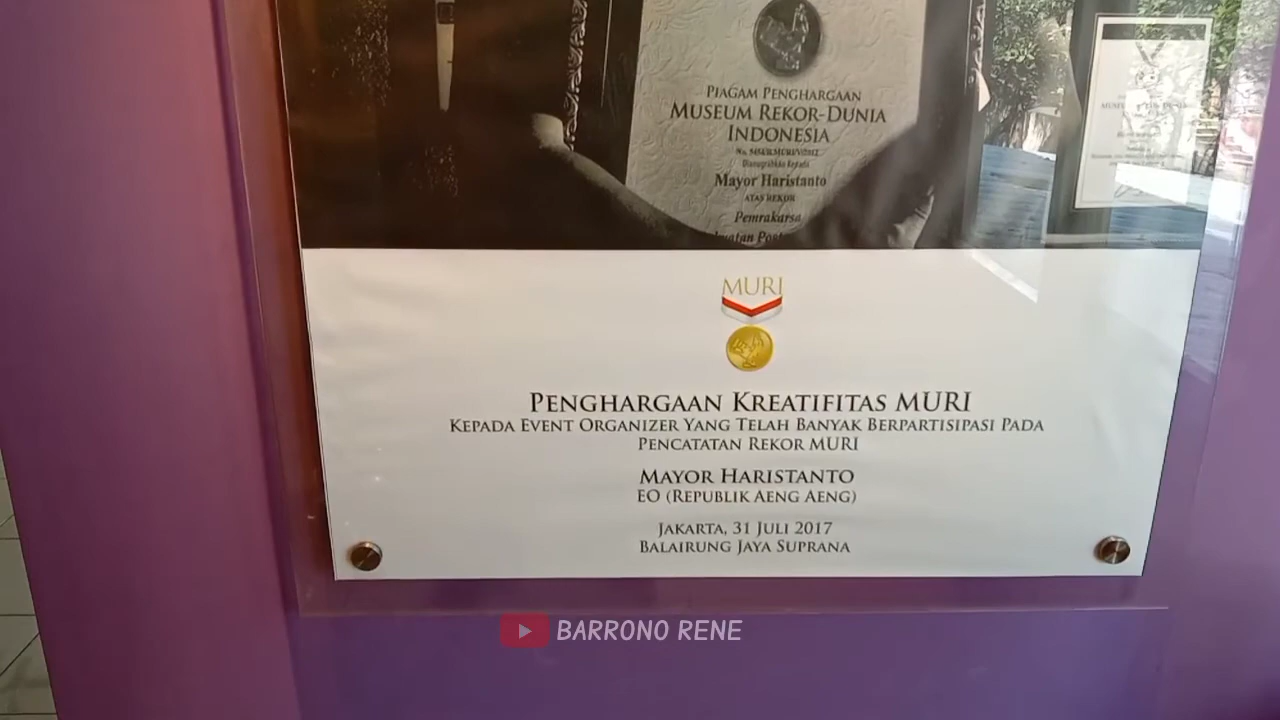 PIAGAM PENGHARGAAN
MUSEUM REKOR-DUNIA
INDONESIA
Dianugrahkan kepada
Mayor Haristanto
ATAS REKOR
Pemrakarsa
MURI
PENGHARGAAN KREATIFITAS MURI
KEPADA EVENT ORGANIZER YANG TELAH BANYAK BERPARTISIPASI PADA
PENCATATAN REKOR MURI
MAYOR HARISTANTO
EO (REPUBLIK AENG AENG)
JAKARTA, 31 JULI 2017
BALAIRUNG JAYA SUPRANA
BARRONO RENE